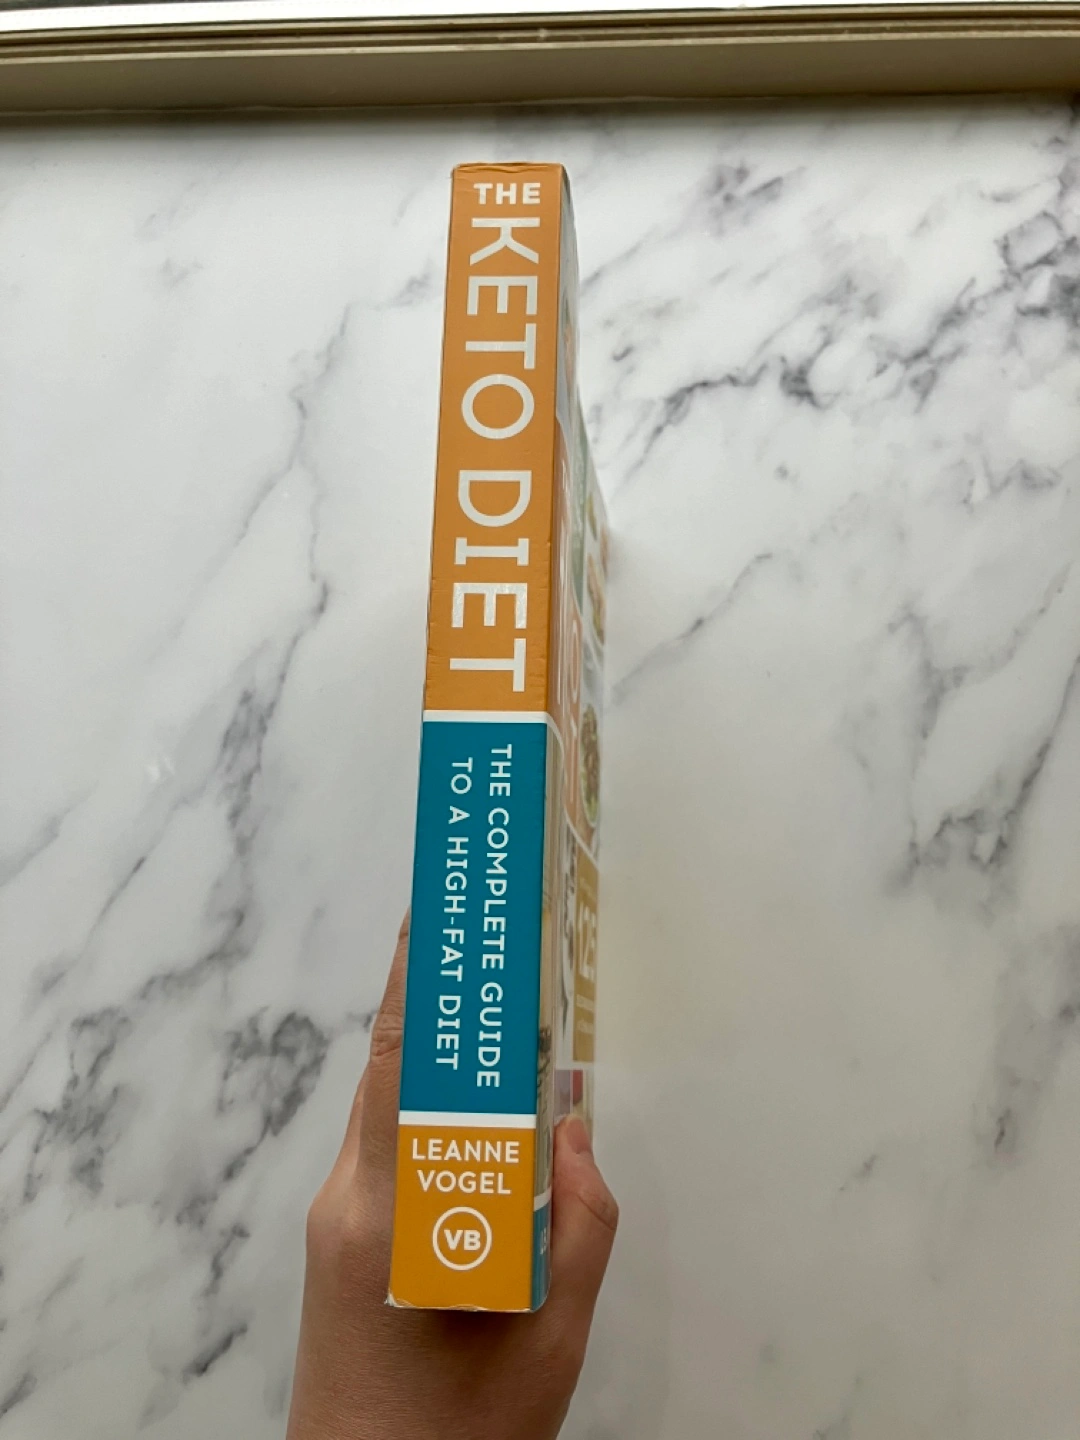 THE
KETO DIET
THE COMPLETE GUIDE
TO A HIGH-FAT DIET
LEANNE
VOGEL
VB